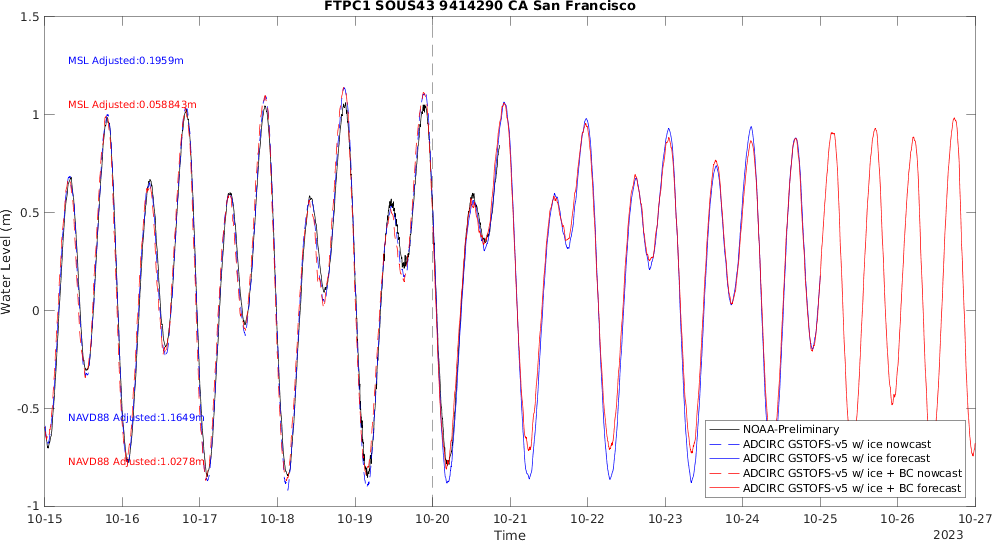 FTPC1 SOUS43 9414290 CA San Francisco
1.5
1
0.5
0
-0.5
-1
Water Level (m)
MSL Adjusted:0.1959m
MSL Adjusted:0.058843m
NAVD88 Adjusted:1.1649m
NAVD88 Adjusted:1.0278m
NOAA-Preliminary
ADCIRC GSTOFS-v5 w/ ice nowcast
ADCIRC GSTOFS-v5 w/ ice forecast
ADCIRC GSTOFS-v5 w/ ice + BC nowcast
ADCIRC GSTOFS-v5 w/ ice + BC forecast
10-15 10-16 10-17 10-18 10-19 10-20 10-21 10-22 10-23 10-24 10-25 10-26 10-27
Time
2023